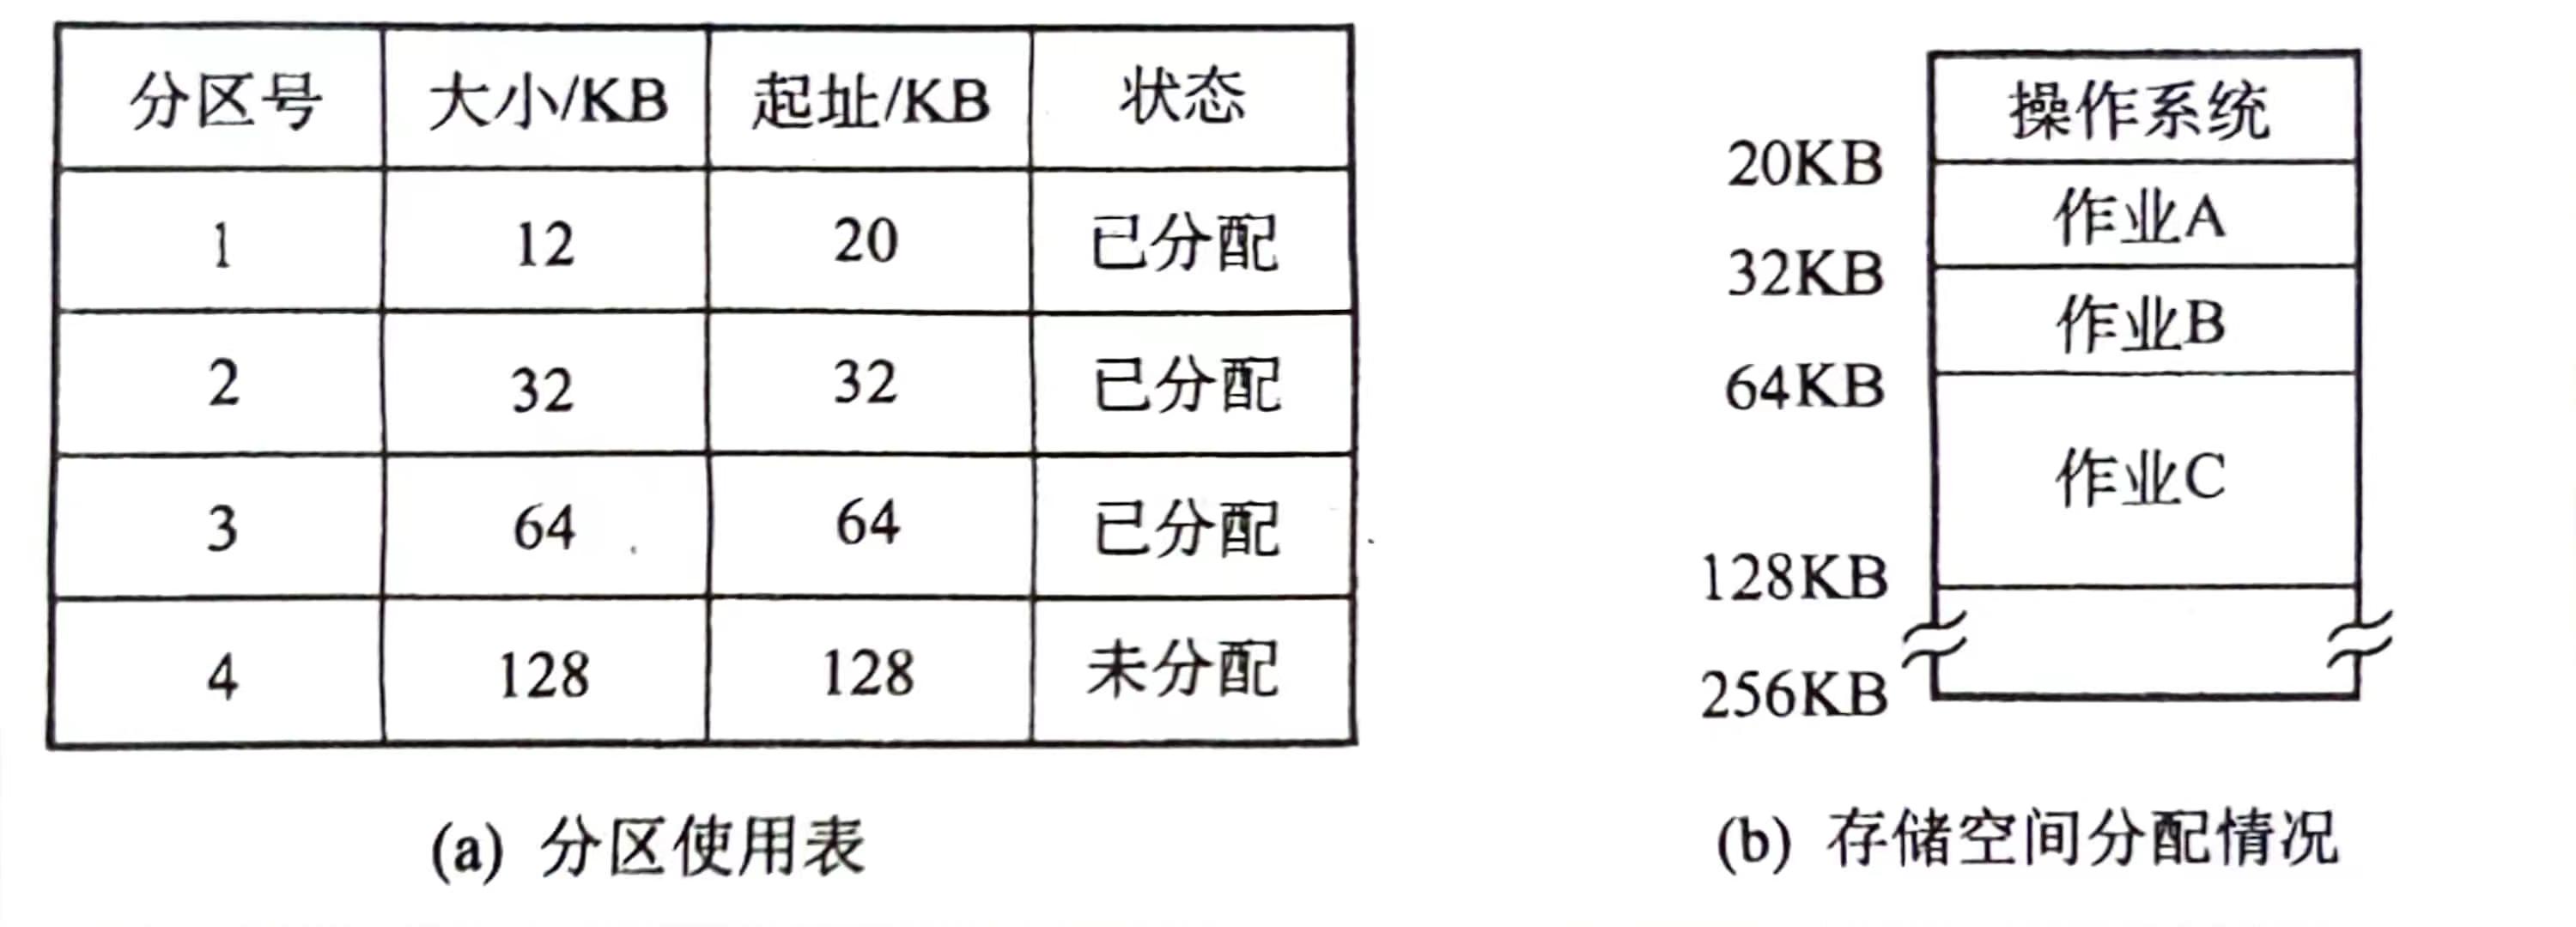 分区号 大小/KB 起址/KB 状态
1 12 20 已分配
2 32 32 已分配
3 64 64 已分配
4 128 128 未分配
(a) 分区使用表
操作系统
20KB
作业A
32KB
作业B
64KB
作业C
128KB
256KB
(b) 存储空间分配情况